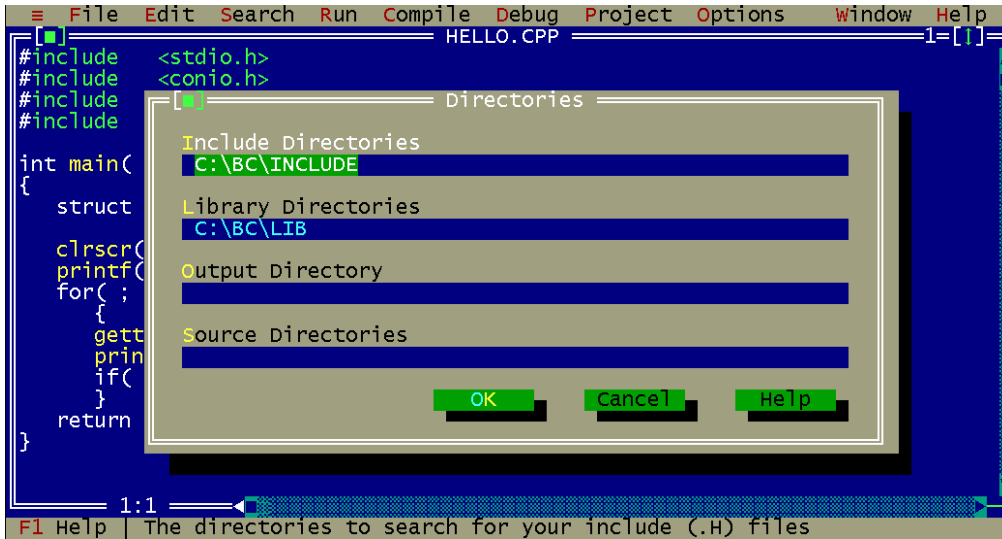 ≡ File Edit Search Run Compile Debug Project Options Window Help
[■] HELLO.CPP 1=[↕]
#include <stdio.h>
#include <conio.h>
#include
#include
[■] Directories
Include Directories
C:\BC\INCLUDE
int main(
{
Library Directories
struct
C:\BC\LIB
clrscr(
printf(
Output Directory
for( ;
{
gett
Source Directories
prin
if(
}
OK Cancel Help
return
}
1:1
F1 Help | The directories to search for your include (.H) files